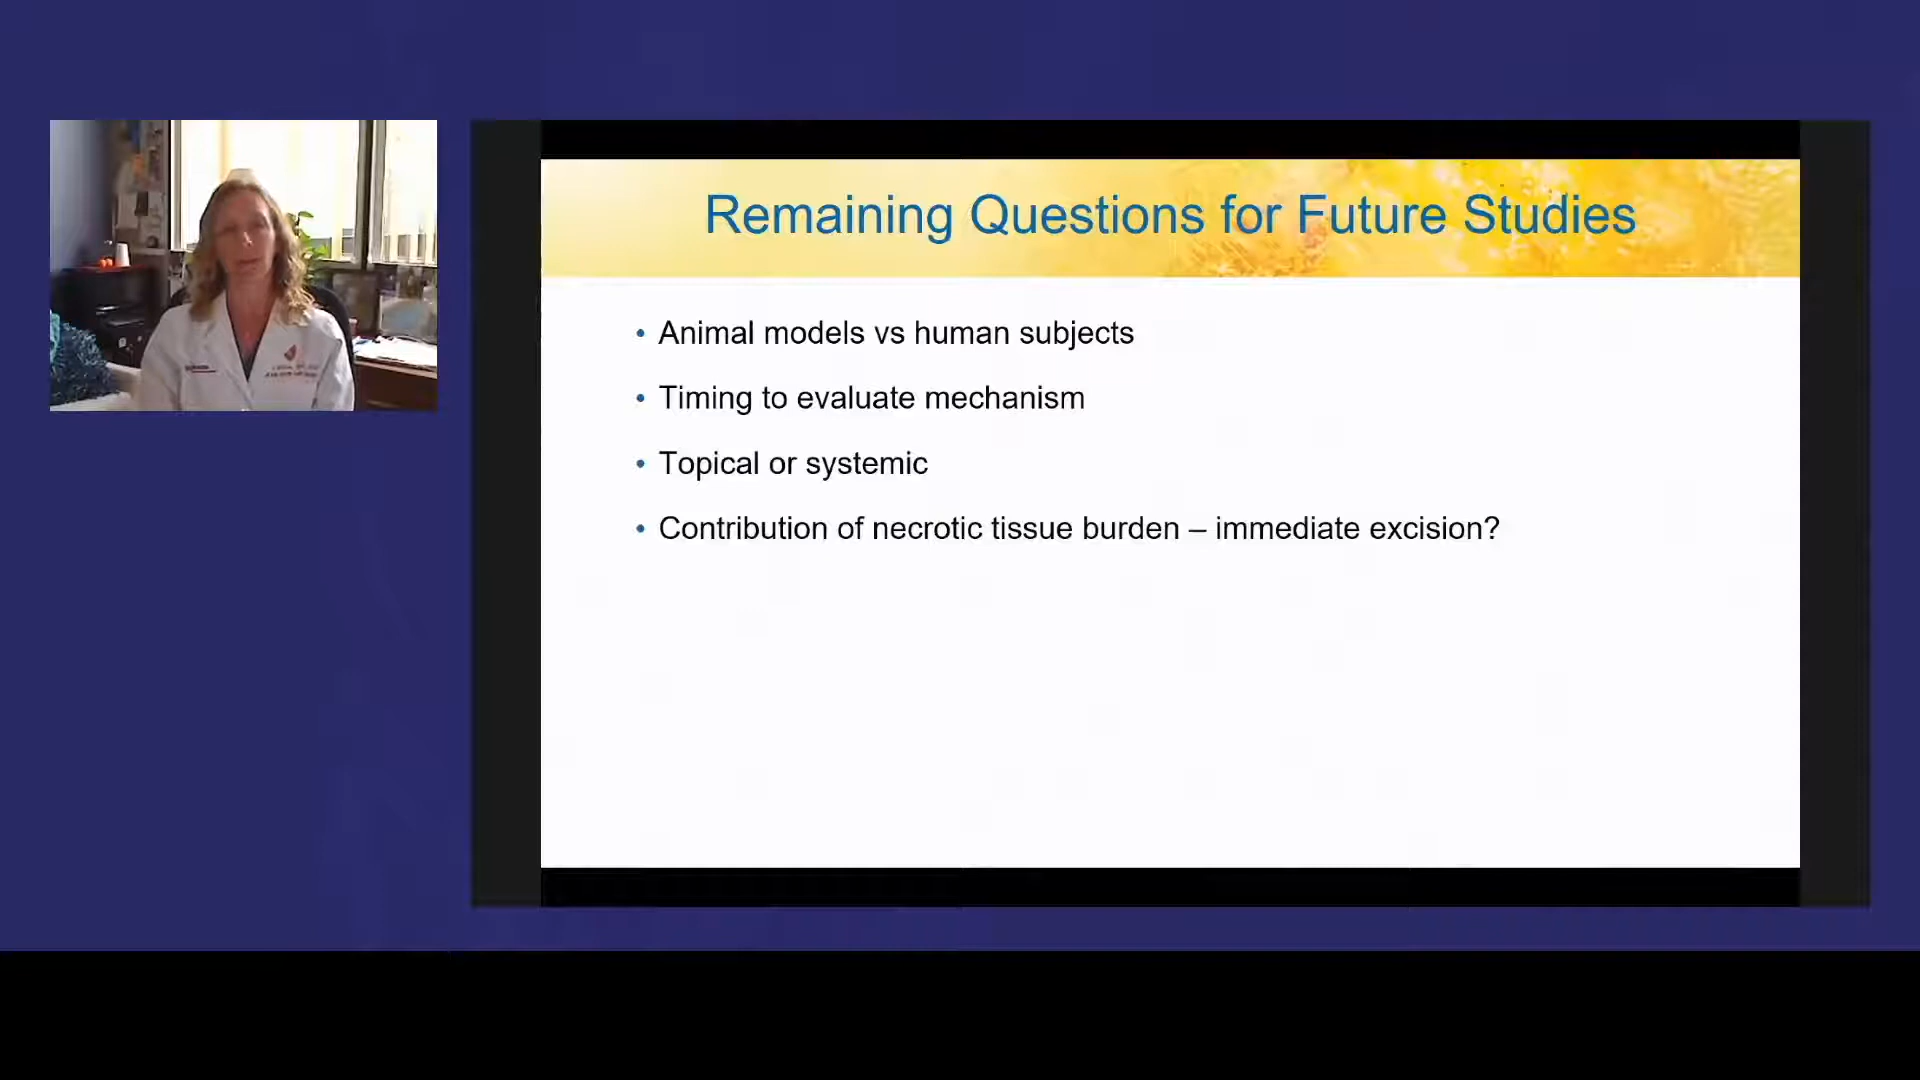 Remaining Questions for Future Studies
• Animal models vs human subjects
• Timing to evaluate mechanism
• Topical or systemic
• Contribution of necrotic tissue burden – immediate excision?